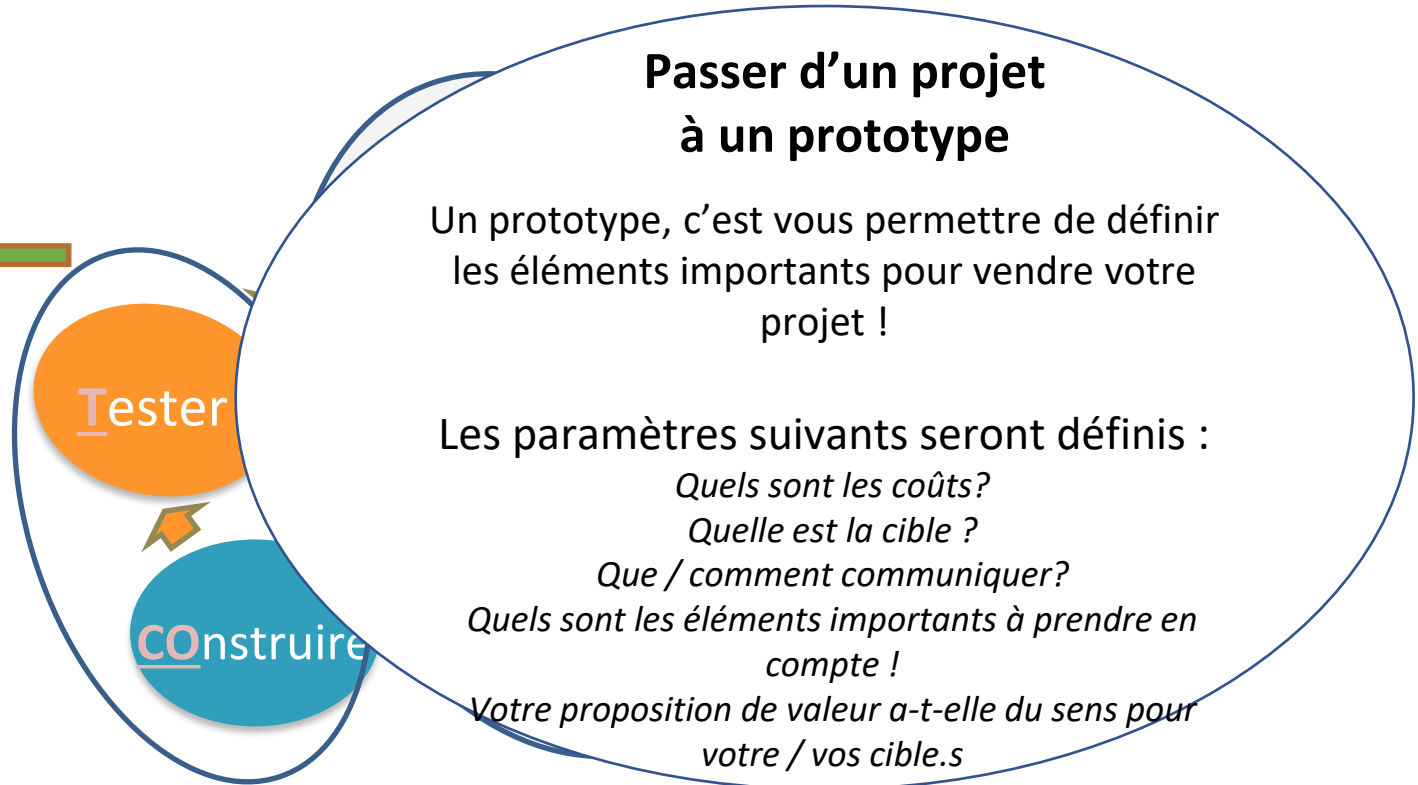 Passer d’un projet
à un prototype
Un prototype, c’est vous permettre de définir
les éléments importants pour vendre votre
projet !
Les paramètres suivants seront définis :
Quels sont les coûts?
Quelle est la cible ?
Que / comment communiquer?
Quels sont les éléments importants à prendre en
compte !
Votre proposition de valeur a-t-elle du sens pour
votre / vos cible.s
Tester
COnstruire